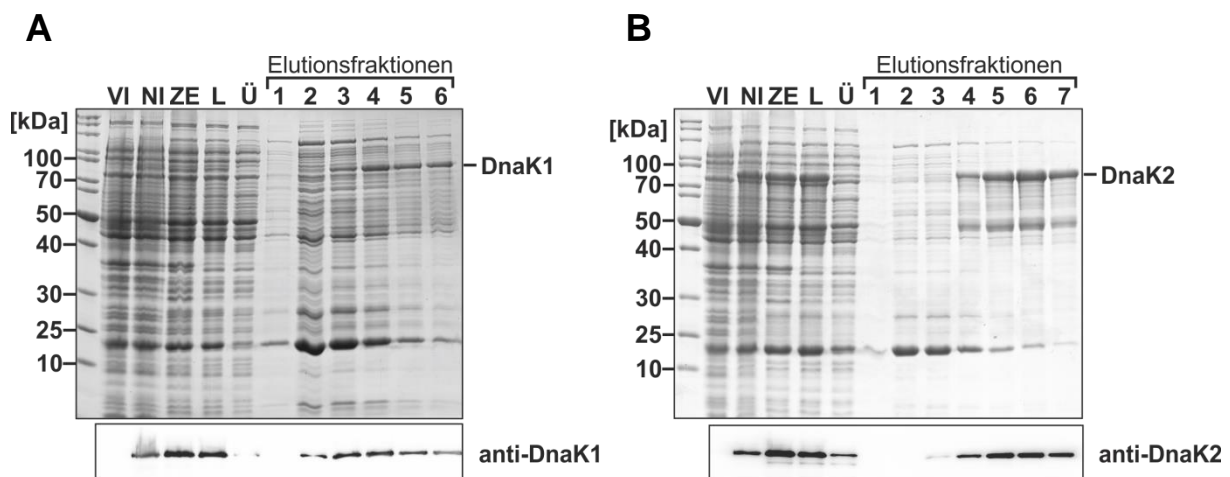 A
Elutionsfraktionen
VI NI ZE L Ü 1 2 3 4 5 6
[kDa]
100
70
50
40
30
25
10
DnaK1
anti-DnaK1
B
Elutionsfraktionen
VI NI ZE L Ü 1 2 3 4 5 6 7
[kDa]
100
70
50
40
30
25
10
DnaK2
anti-DnaK2